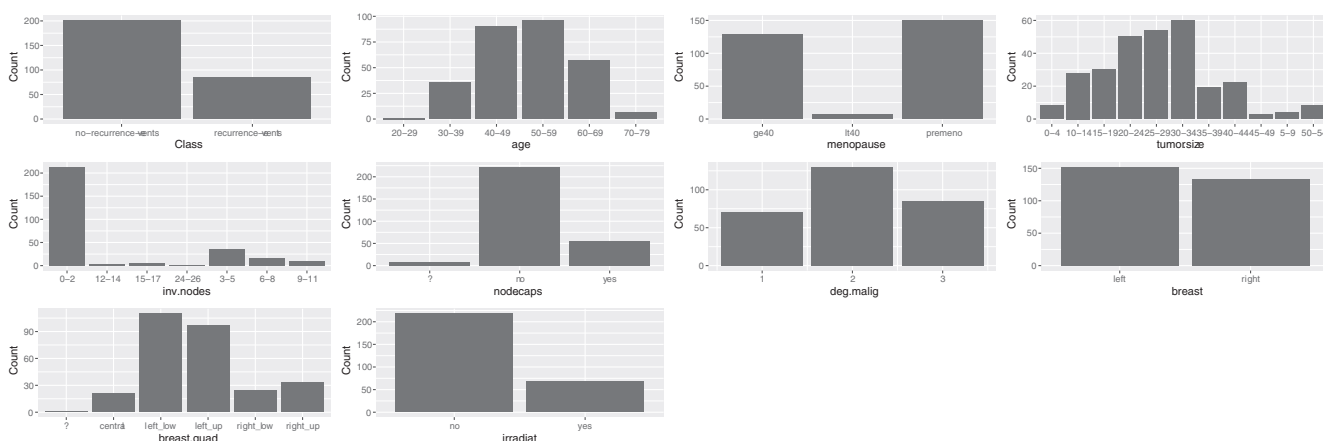 Count
200
150
100
50
0
no-recurrence-events
recurrence-events
Class
Count
100
75
50
25
0
20-29 30-39 40-49 50-59 60-69 70-79
age
Count
150
100
50
0
ge40 lt40 premeno
menopause
Count
60
40
20
0
0-4 10-14 15-19 20-24 25-29 30-34 35-39 40-44 45-49 5-9 50-5
tumorsize
Count
200
150
100
50
0
0-2 12-14 15-17 24-26 3-5 6-8 9-11
inv.nodes
Count
200
150
100
50
0
? no yes
nodecaps
Count
100
50
0
1 2 3
deg.malig
Count
150
100
50
0
left right
breast
Count
90
60
30
0
? central left_low left_up right_low right_up
breast.quad
Count
200
150
100
50
0
no yes
irradiat